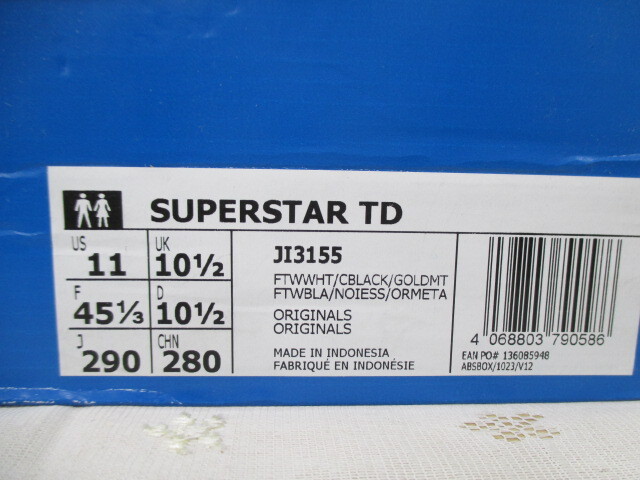 SUPERSTAR TD
US 11 UK 10½
F 45⅓ D 10½
J 290 CHN 280
JI3155
FTWWHT/CBLACK/GOLDMT
FTWBLA/NOIESS/ORMETA
ORIGINALS
ORIGINALS
MADE IN INDONESIA
FABRIQUÉ EN INDONÉSIE
4 068803 790586
EAN PO# 136085948
ABSBOX/1023/V12